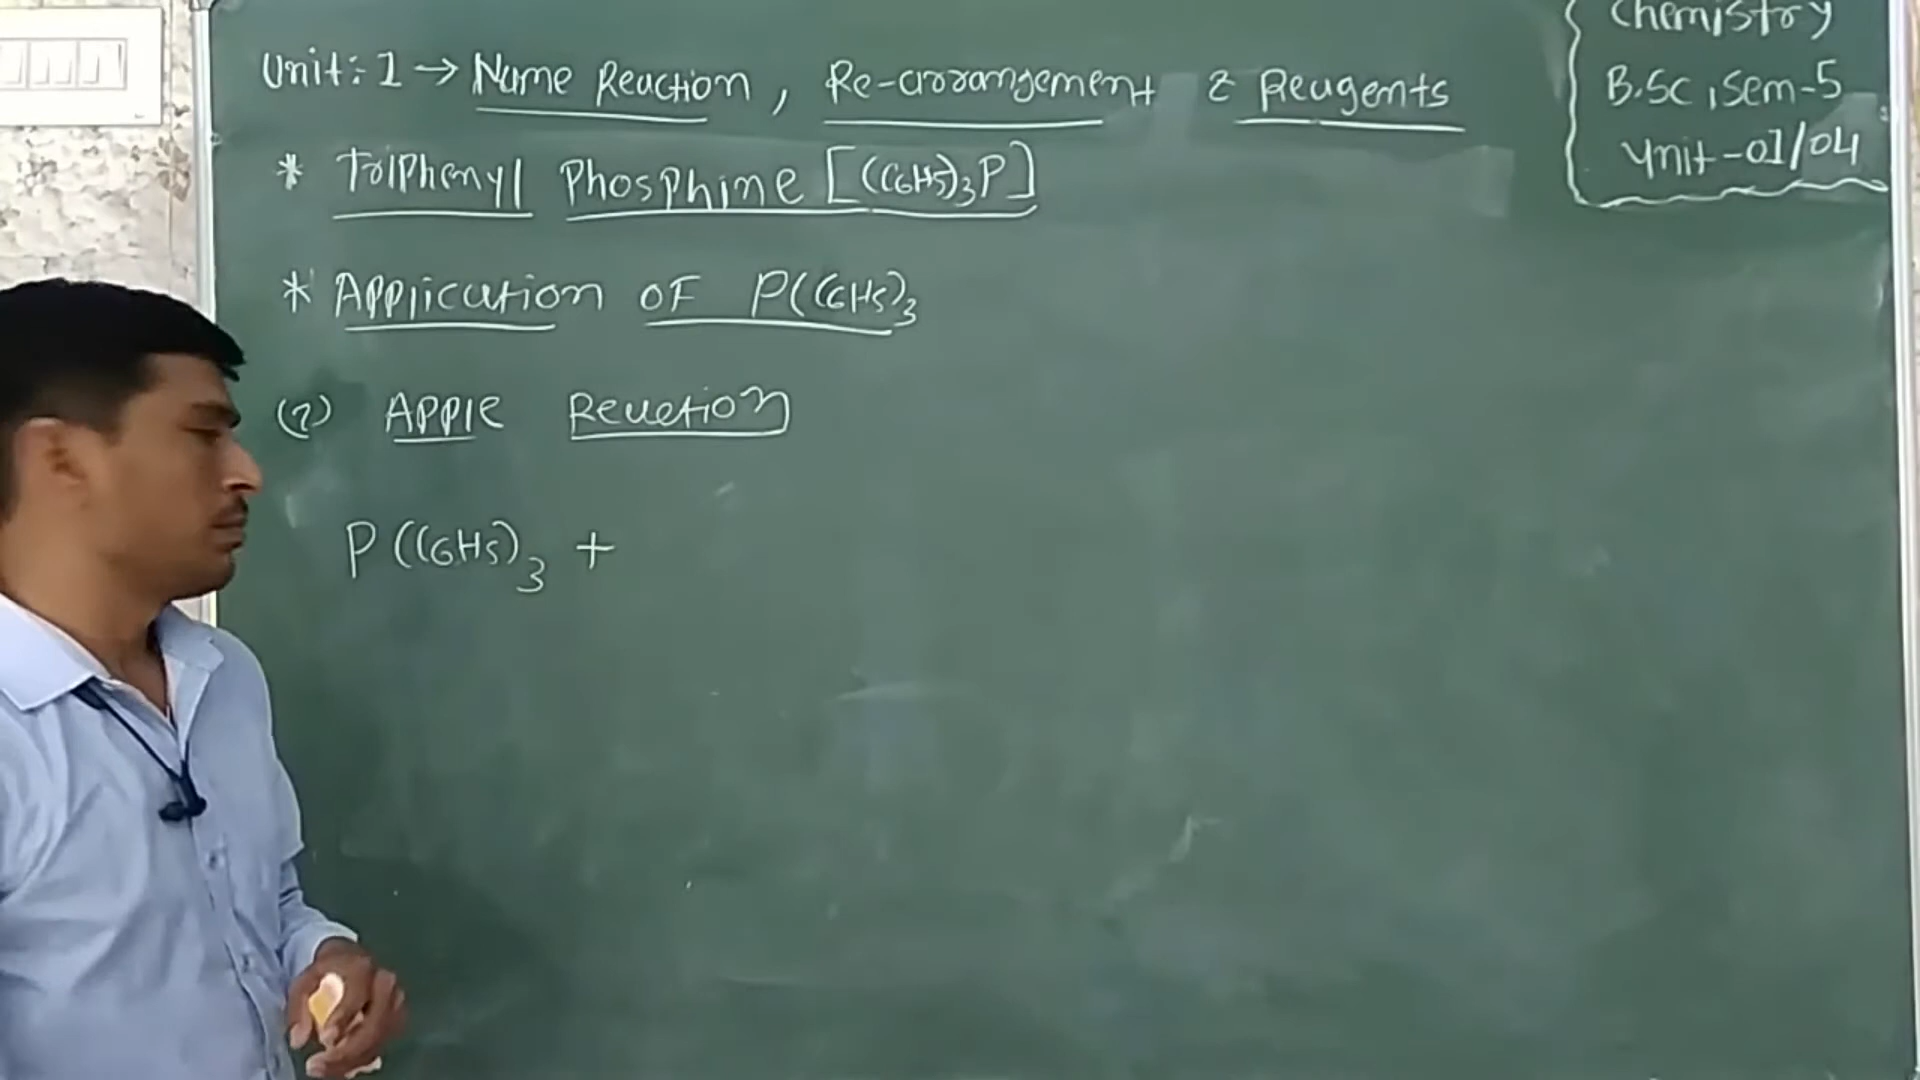 Unit:1 → Name Reaction, Re-arrangement & Reagents
* Triphenyl Phosphine [(C6H5)3P]
* Application OF P(C6H5)3
(1) APPLE Reaction
P(C6H5)3 +
Chemistry
B.Sc, Sem-5
Unit-01/04